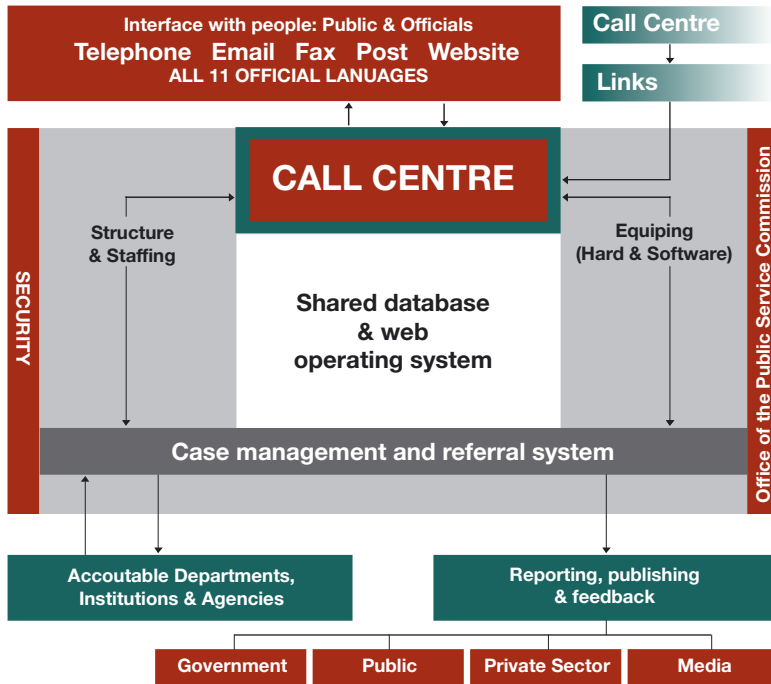 Interface with people: Public & Officials
Telephone Email Fax Post Website
ALL 11 OFFICIAL LANUAGES
Call Centre
Links
SECURITY
CALL CENTRE
Structure
& Staffing
Equiping
(Hard & Software)
Shared database
& web
operating system
Office of the Public Service Commission
Case management and referral system
Accoutable Departments,
Institutions & Agencies
Reporting, publishing
& feedback
Government
Public
Private Sector
Media